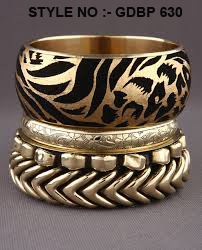 STYLE NO :- GDBP 630